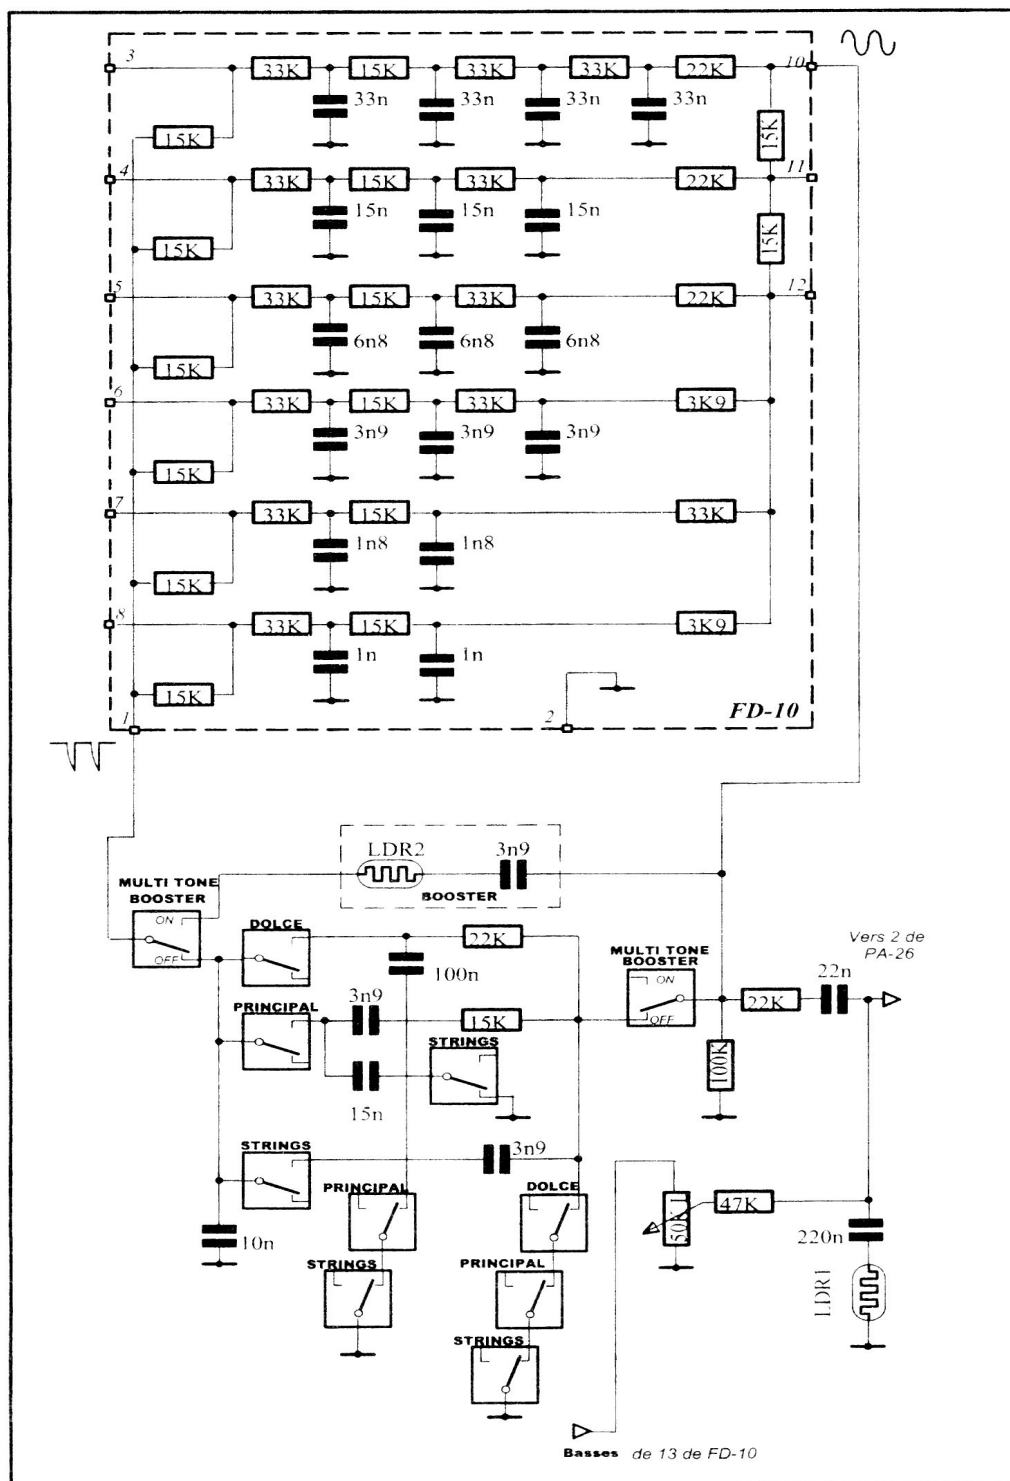 3
10
33K 15K 33K 33K 22K
33n 33n 33n 33n
15K
15K
4
11
33K 15K 33K 22K
15n 15n 15n
15K
15K
5
12
33K 15K 33K 22K
6n8 6n8 6n8
15K
6
33K 15K 33K 3K9
3n9 3n9 3n9
15K
7
33K 15K 33K
1n8 1n8
15K
8
33K 15K 3K9
1n 1n
15K
1
2
FD-10
LDR2
3n9
BOOSTER
MULTI TONE
BOOSTER
ON
OFF
DOLCE
22K
100n
MULTI TONE
BOOSTER
ON
OFF
Vers 2 de
PA-26
22n
22K
PRINCIPAL
3n9
15K
STRINGS
15n
100K
STRINGS
3n9
PRINCIPAL
DOLCE
10n
STRINGS
PRINCIPAL
STRINGS
47K
220n
LDR1
Basses de 13 de FD-10